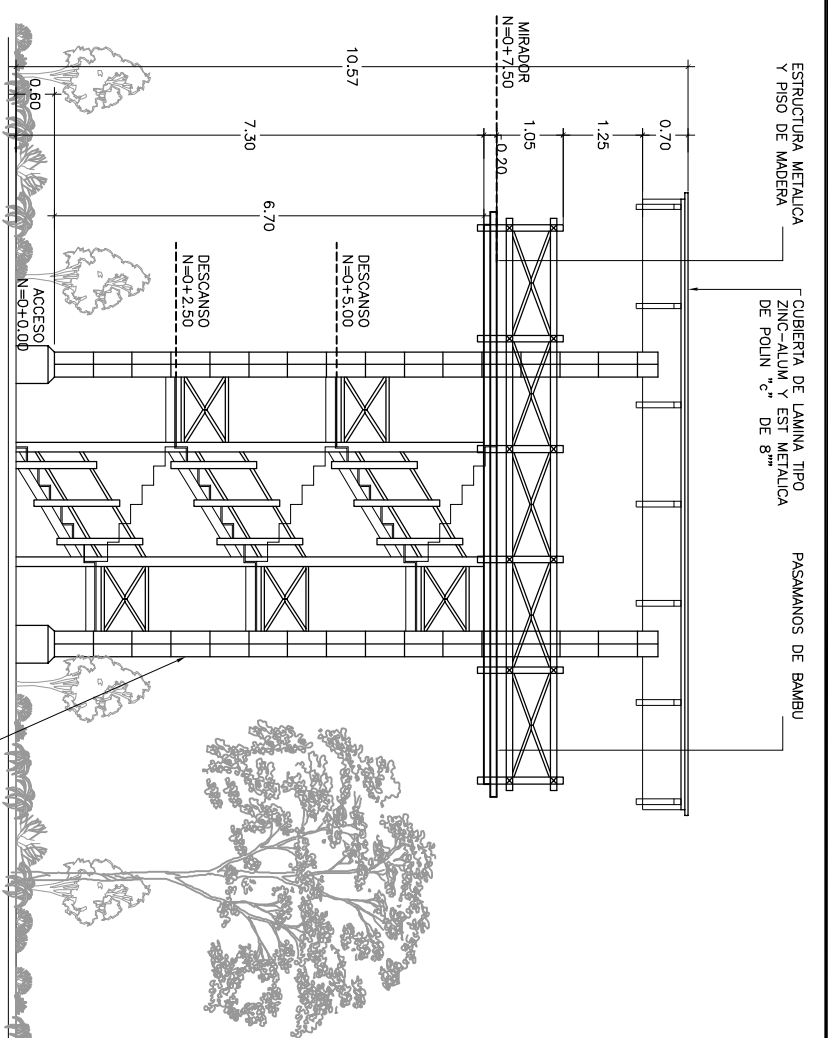 ESTRUCTURA METALICA
Y PISO DE MADERA
CUBIERTA DE LAMINA TIPO
ZINC-ALUM Y EST METALICA
DE POLIN "c" DE 8""
PASAMANOS DE BAMBU
MIRADOR
N=0+7.50
10.57
0.70
1.25
1.05
0.20
7.30
6.70
0.60
DESCANSO
N=0+5.00
DESCANSO
N=0+2.50
ACCESO
N=0+0.00